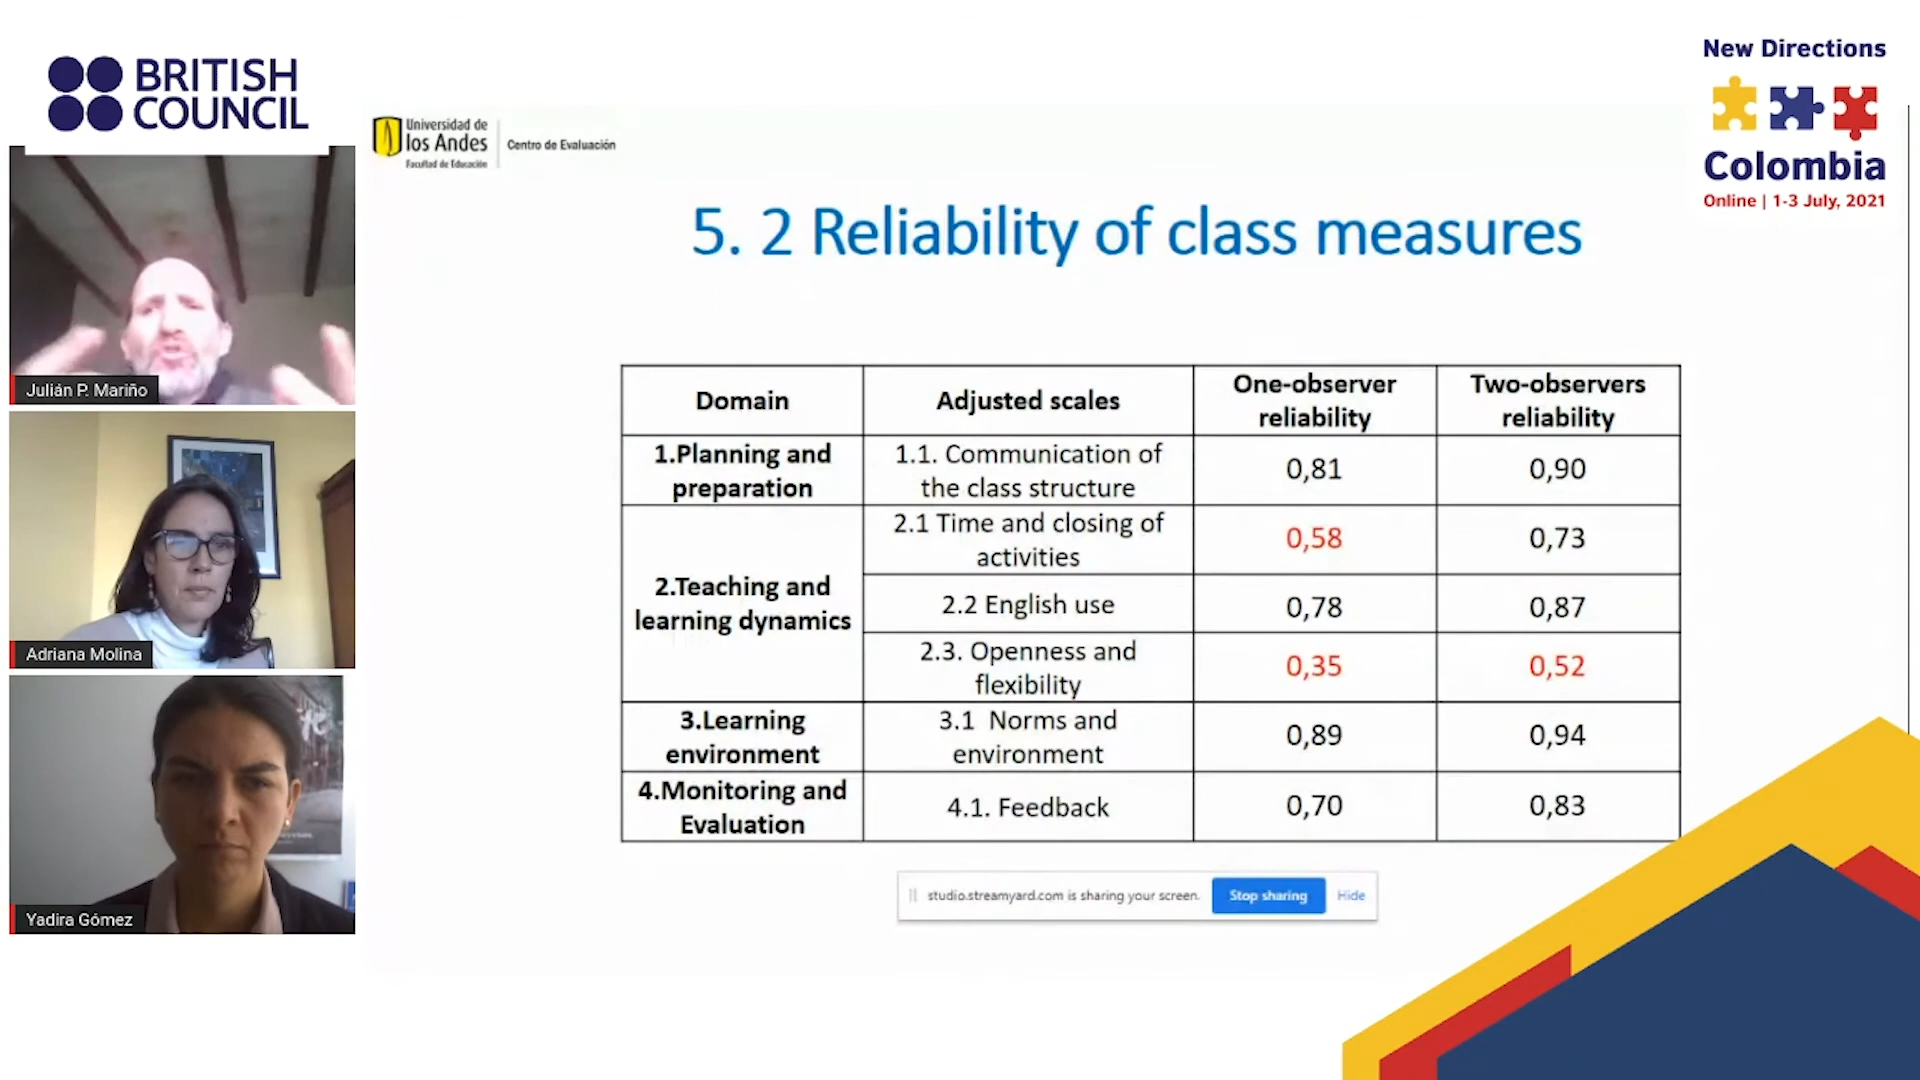 BRITISH
COUNCIL
New Directions
Colombia
Online | 1-3 July, 2021
Universidad de
los Andes
Facultad de Educación
Centro de Evaluación
5. 2 Reliability of class measures
Domain
Adjusted scales
One-observer
reliability
Two-observers
reliability
1.Planning and
preparation
1.1. Communication of
the class structure
0,81
0,90
2.Teaching and
learning dynamics
2.1 Time and closing of
activities
0,58
0,73
2.2 English use
0,78
0,87
2.3. Openness and
flexibility
0,35
0,52
3.Learning
environment
3.1 Norms and
environment
0,89
0,94
4.Monitoring and
Evaluation
4.1. Feedback
0,70
0,83
studio.streamyard.com is sharing your screen.
Stop sharing
Hide
Julián P. Mariño
Adriana Molina
Yadira Gómez